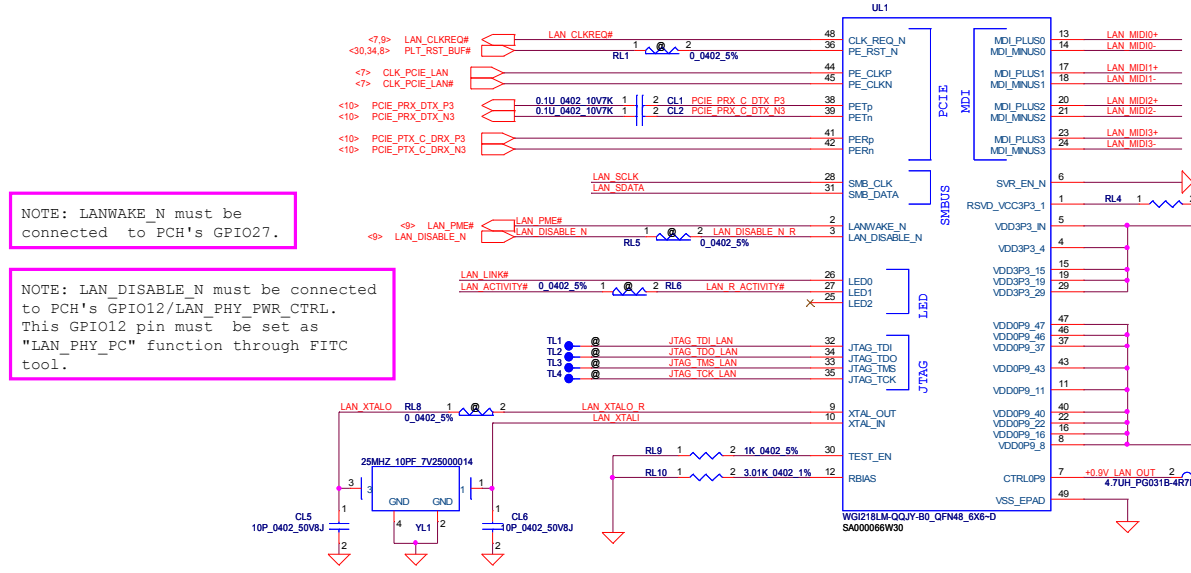 UL1
<7,9> LAN_CLKREQ# LAN_CLKREQ# 48 CLK_REQ_N MDI_PLUS0 13 LAN_MIDI0+
<30,34,8> PLT_RST_BUF# RL1 1 @ 2 0_0402_5% 36 PE_RST_N MDI_MINUS0 14 LAN_MIDI0-
<7> CLK_PCIE_LAN 44 PE_CLKP MDI_PLUS1 17 LAN_MIDI1+
<7> CLK_PCIE_LAN# 45 PE_CLKN MDI_MINUS1 18 LAN_MIDI1-
PCIE MDI
<10> PCIE_PRX_DTX_P3 0.1U_0402_10V7K 1 2 CL1 PCIE_PRX_C_DTX_P3 38 PETp MDI_PLUS2 20 LAN_MIDI2+
<10> PCIE_PRX_DTX_N3 0.1U_0402_10V7K 1 2 CL2 PCIE_PRX_C_DTX_N3 39 PETn MDI_MINUS2 21 LAN_MIDI2-
<10> PCIE_PTX_C_DRX_P3 41 PERp MDI_PLUS3 23 LAN_MIDI3+
<10> PCIE_PTX_C_DRX_N3 42 PERn MDI_MINUS3 24 LAN_MIDI3-
LAN_SCLK 28 SMB_CLK SVR_EN_N 6
LAN_SDATA 31 SMB_DATA SMBUS RSVD_VCC3P3_1 1 RL4 1 2
NOTE: LANWAKE_N must be
connected to PCH's GPIO27.
<9> LAN_PME# LAN_PME# 2 LANWAKE_N VDD3P3_IN 5
<9> LAN_DISABLE_N LAN_DISABLE_N RL5 1 @ 2 0_0402_5% LAN_DISABLE_N_R 3 LAN_DISABLE_N VDD3P3_4 4
NOTE: LAN_DISABLE_N must be connected
to PCH's GPIO12/LAN_PHY_PWR_CTRL.
This GPIO12 pin must be set as
"LAN_PHY_PC" function through FITC
tool.
LAN_LINK# 26 LED0 VDD3P3_15 15
LAN_ACTIVITY# 0_0402_5% 1 @ 2 RL6 LAN_R_ACTIVITY# 27 LED1 VDD3P3_19 19
25 LED2 LED VDD3P3_29 29
VDD0P9_47 47
VDD0P9_46 46
TL1 @ JTAG_TDI_LAN 32 JTAG_TDI VDD0P9_37 37
TL2 @ JTAG_TDO_LAN 34 JTAG_TDO
TL3 @ JTAG_TMS_LAN 33 JTAG_TMS VDD0P9_43 43
TL4 @ JTAG_TCK_LAN 35 JTAG_TCK JTAG VDD0P9_11 11
LAN_XTALO RL8 1 @ 2 0_0402_5% LAN_XTALO_R 9 XTAL_OUT VDD0P9_40 40
LAN_XTALI 10 XTAL_IN VDD0P9_22 22
VDD0P9_16 16
VDD0P9_8 8
RL9 1 2 1K_0402_5% 30 TEST_EN
RL10 1 2 3.01K_0402_1% 12 RBIAS CTRL0P9 7 +0.9V_LAN_OUT 2
4.7UH_PG031B-4R7
VSS_EPAD 49
25MHZ_10PF_7V25000014
3 3 1 1
GND GND
4 2 YL1
1 CL5 10P_0402_50V8J 2
1 CL6 10P_0402_50V8J 2
WGI218LM-QQJY-B0_QFN48_6X6~D
SA000066W30